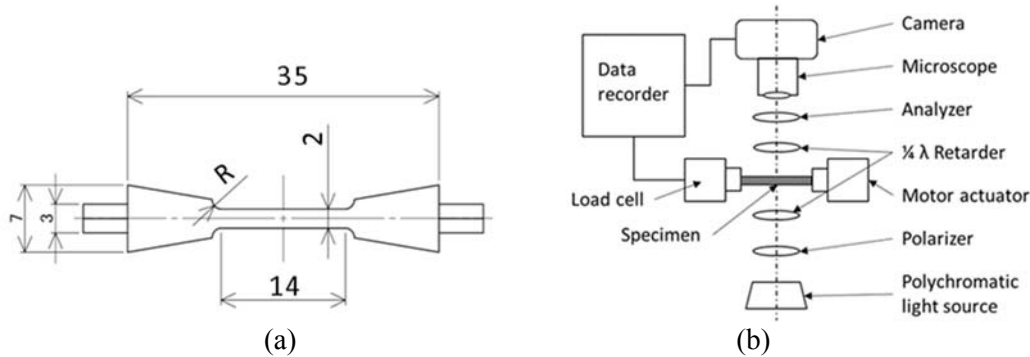 35
2
R
7
3
14
(a)
Data
recorder
Load cell
Specimen
Camera
Microscope
Analyzer
¼ λ Retarder
Motor actuator
Polarizer
Polychromatic
light source
(b)